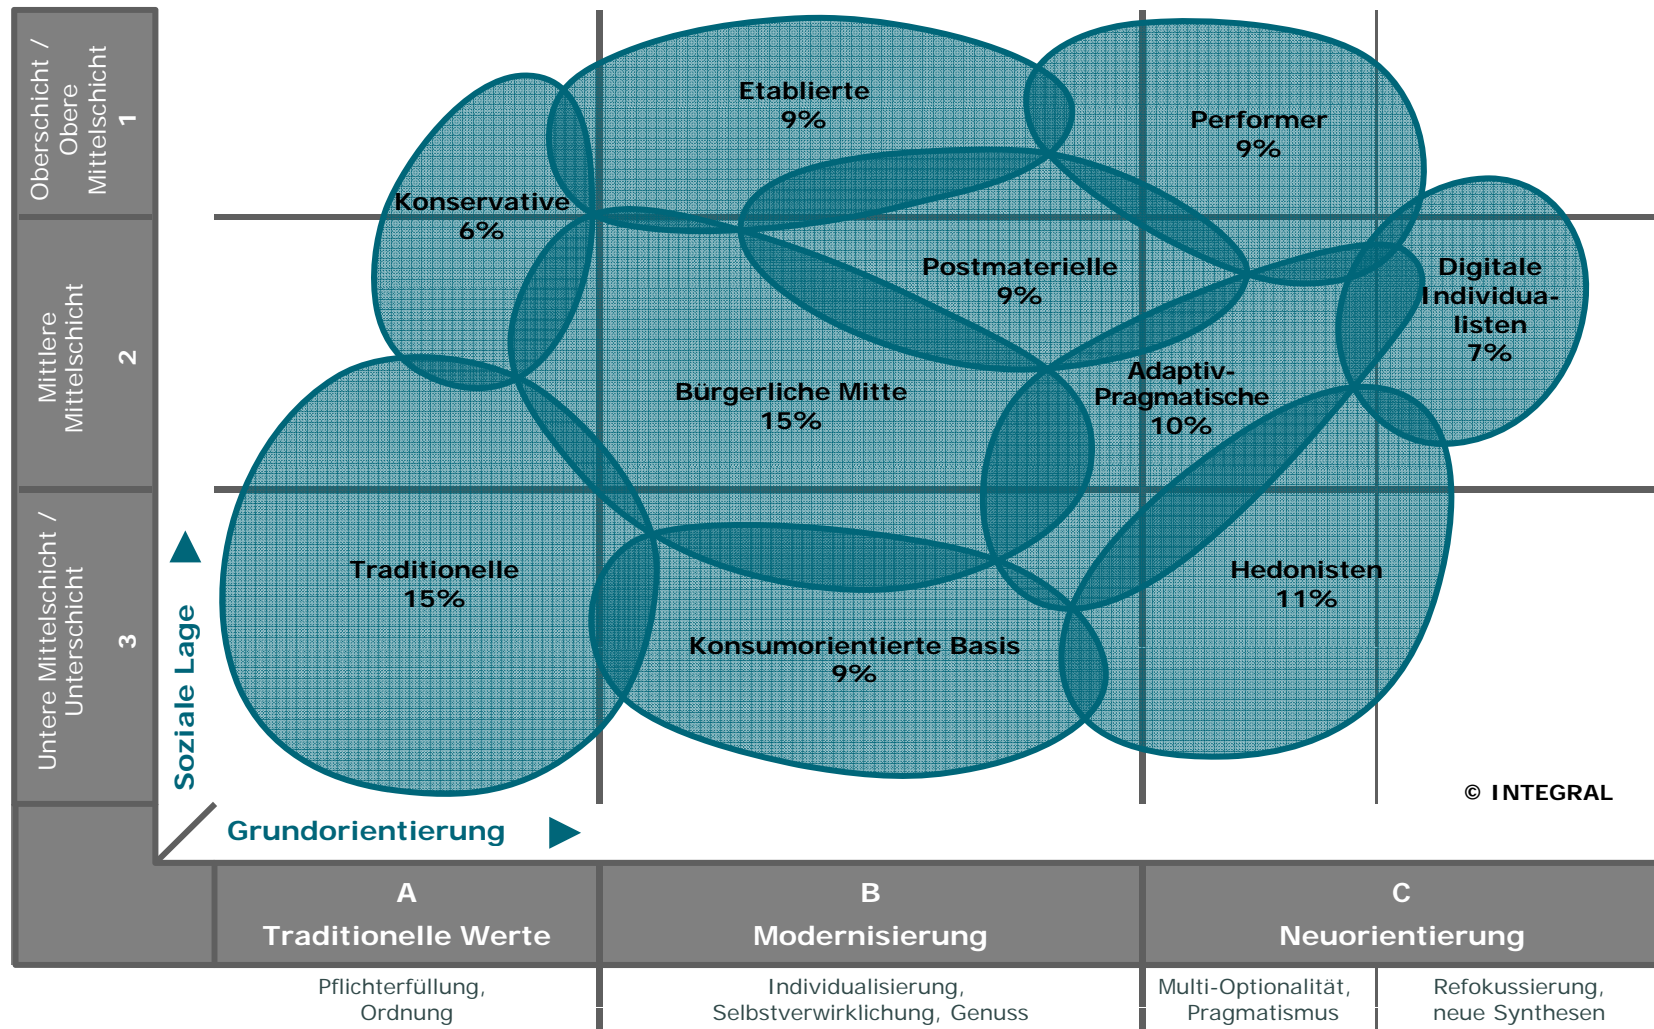 Oberschicht /
Obere
Mittelschicht
1
Mittlere
Mittelschicht
2
Untere Mittelschicht /
Unterschicht
3
Soziale Lage
Etablierte
9%
Performer
9%
Konservative
6%
Postmaterielle
9%
Digitale
Individua-
listen
7%
Bürgerliche Mitte
15%
Adaptiv-
Pragmatische
10%
Traditionelle
15%
Hedonisten
11%
Konsumorientierte Basis
9%
© INTEGRAL
Grundorientierung
A
Traditionelle Werte
B
Modernisierung
C
Neuorientierung
Pflichterfüllung,
Ordnung
Individualisierung,
Selbstverwirklichung, Genuss
Multi-Optionalität,
Pragmatismus
Refokussierung,
neue Synthesen